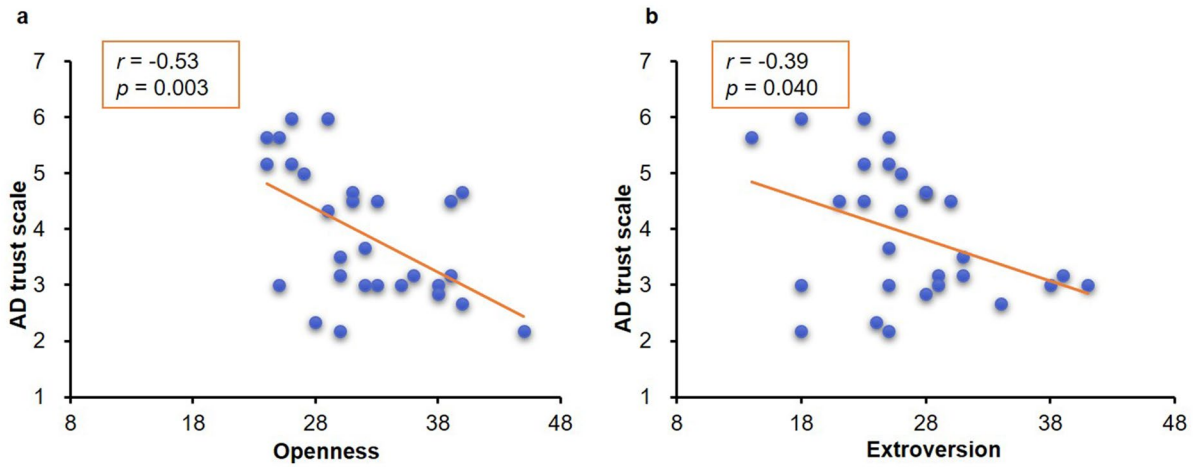 a
r = -0.53
p = 0.003
7
6
5
4
3
2
1
AD trust scale
8 18 28 38 48
Openness
b
r = -0.39
p = 0.040
7
6
5
4
3
2
1
AD trust scale
8 18 28 38 48
Extroversion